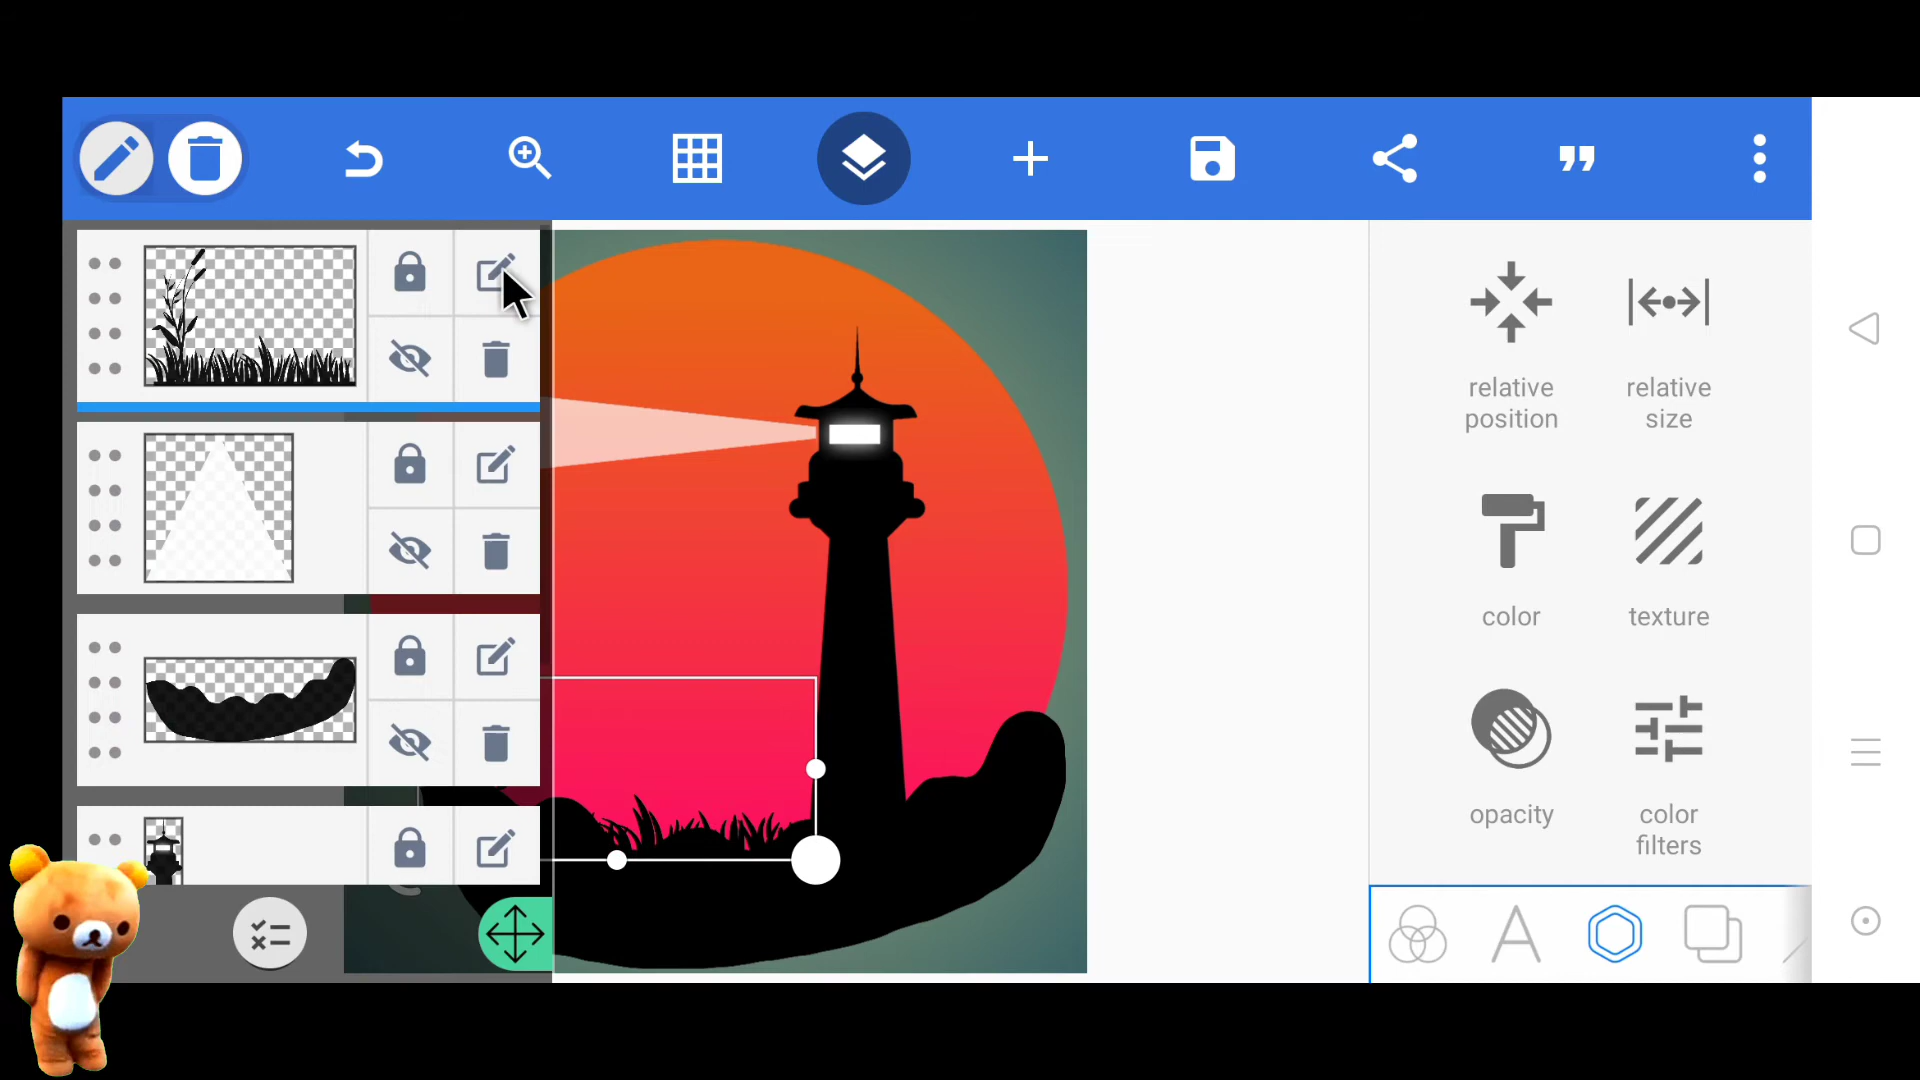 relative
position
relative
size
color
texture
opacity
color
filters